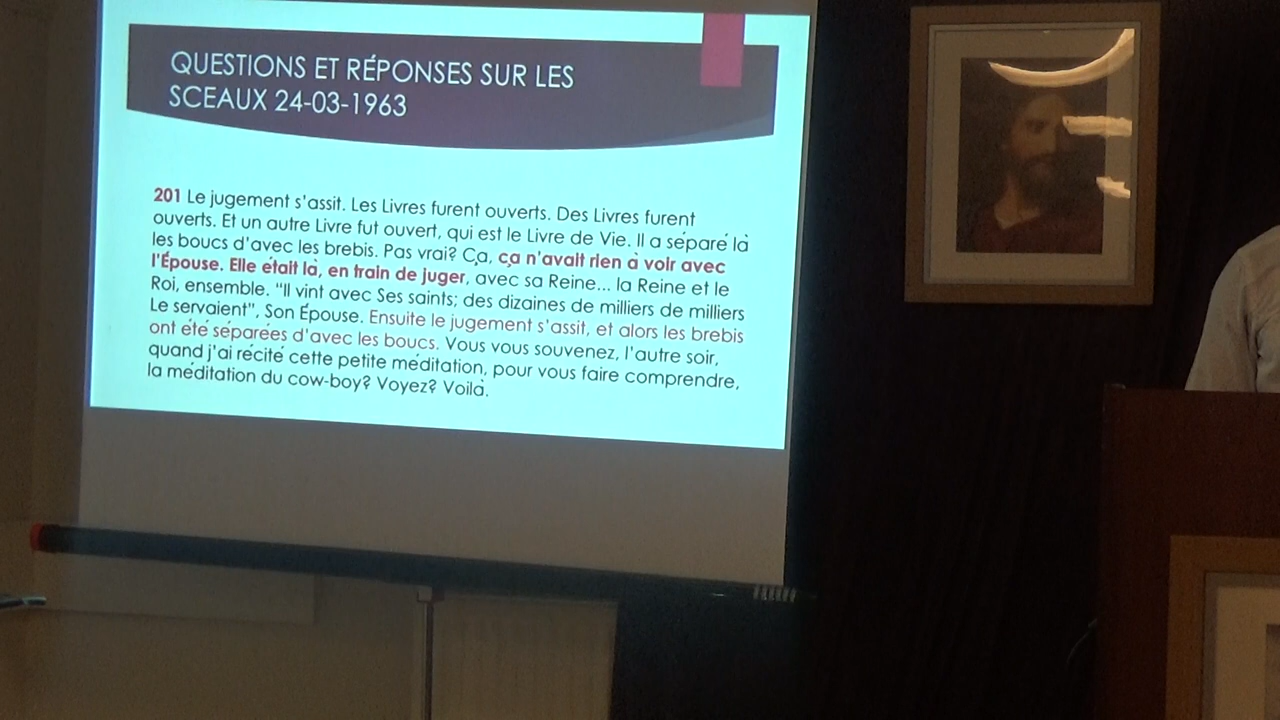 QUESTIONS ET RÉPONSES SUR LES
SCEAUX 24-03-1963
201 Le jugement s'assit. Les Livres furent ouverts. Des Livres furent
ouverts. Et un autre Livre fut ouvert, qui est le Livre de Vie. Il a séparé là
les boucs d'avec les brebis. Pas vrai? Ça, ça n'avait rien à voir avec
l'Épouse. Elle était là, en train de juger, avec sa Reine... la Reine et le
Roi, ensemble. “Il vint avec Ses saints; des dizaines de milliers de milliers
Le servaient”, Son Épouse. Ensuite le jugement s'assit, et alors les brebis
ont été séparées d'avec les boucs. Vous vous souvenez, l'autre soir,
quand j'ai récité cette petite méditation, pour vous faire comprendre,
la méditation du cow-boy? Voyez? Voilà.